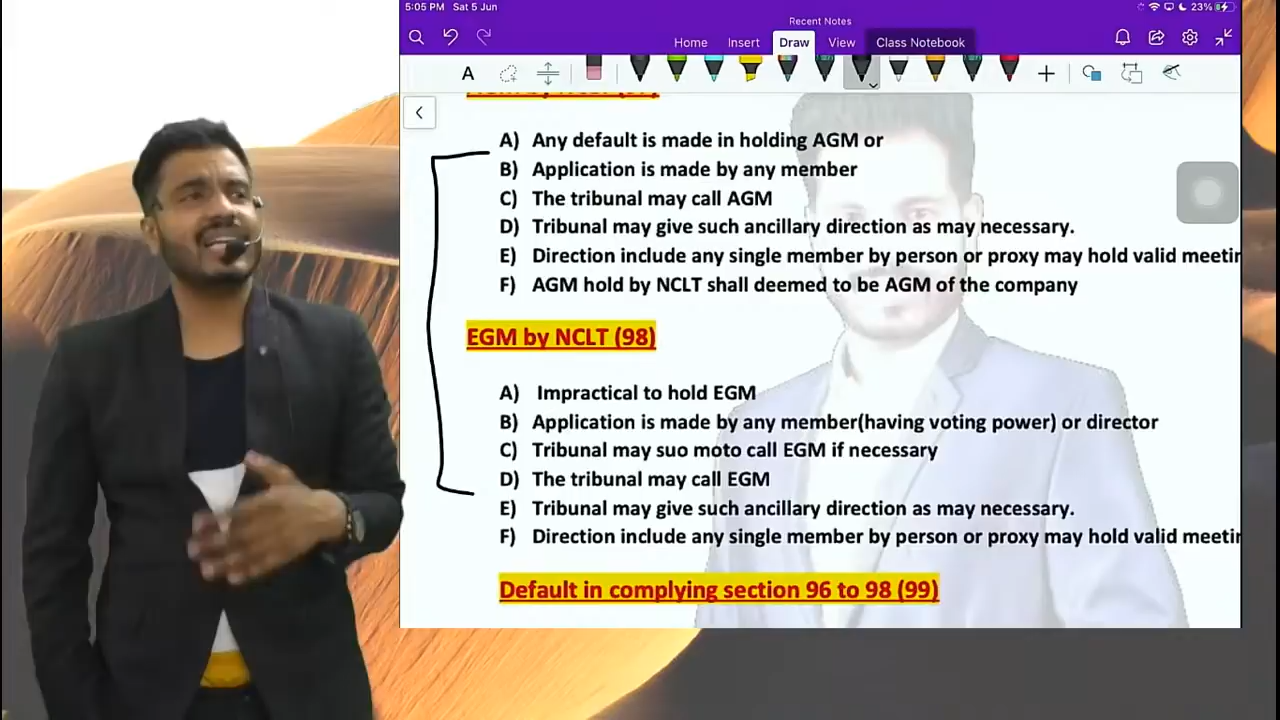 5:05 PM Sat 5 Jun
23%
Recent Notes
Home Insert Draw View Class Notebook
A
A) Any default is made in holding AGM or
B) Application is made by any member
C) The tribunal may call AGM
D) Tribunal may give such ancillary direction as may necessary.
E) Direction include any single member by person or proxy may hold valid
F) AGM hold by NCLT shall deemed to be AGM of the company
EGM by NCLT (98)
A) Impractical to hold EGM
B) Application is made by any member(having voting power) or director
C) Tribunal may suo moto call EGM if necessary
D) The tribunal may call EGM
E) Tribunal may give such ancillary direction as may necessary.
F) Direction include any single member by person or proxy may hold valid
Default in complying section 96 to 98 (99)